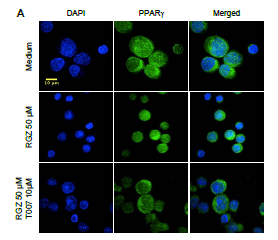 A
DAPI
PPARγ
Merged
Medium
10 µm
RGZ 50 µM
RGZ 50 µM
T007 10µM